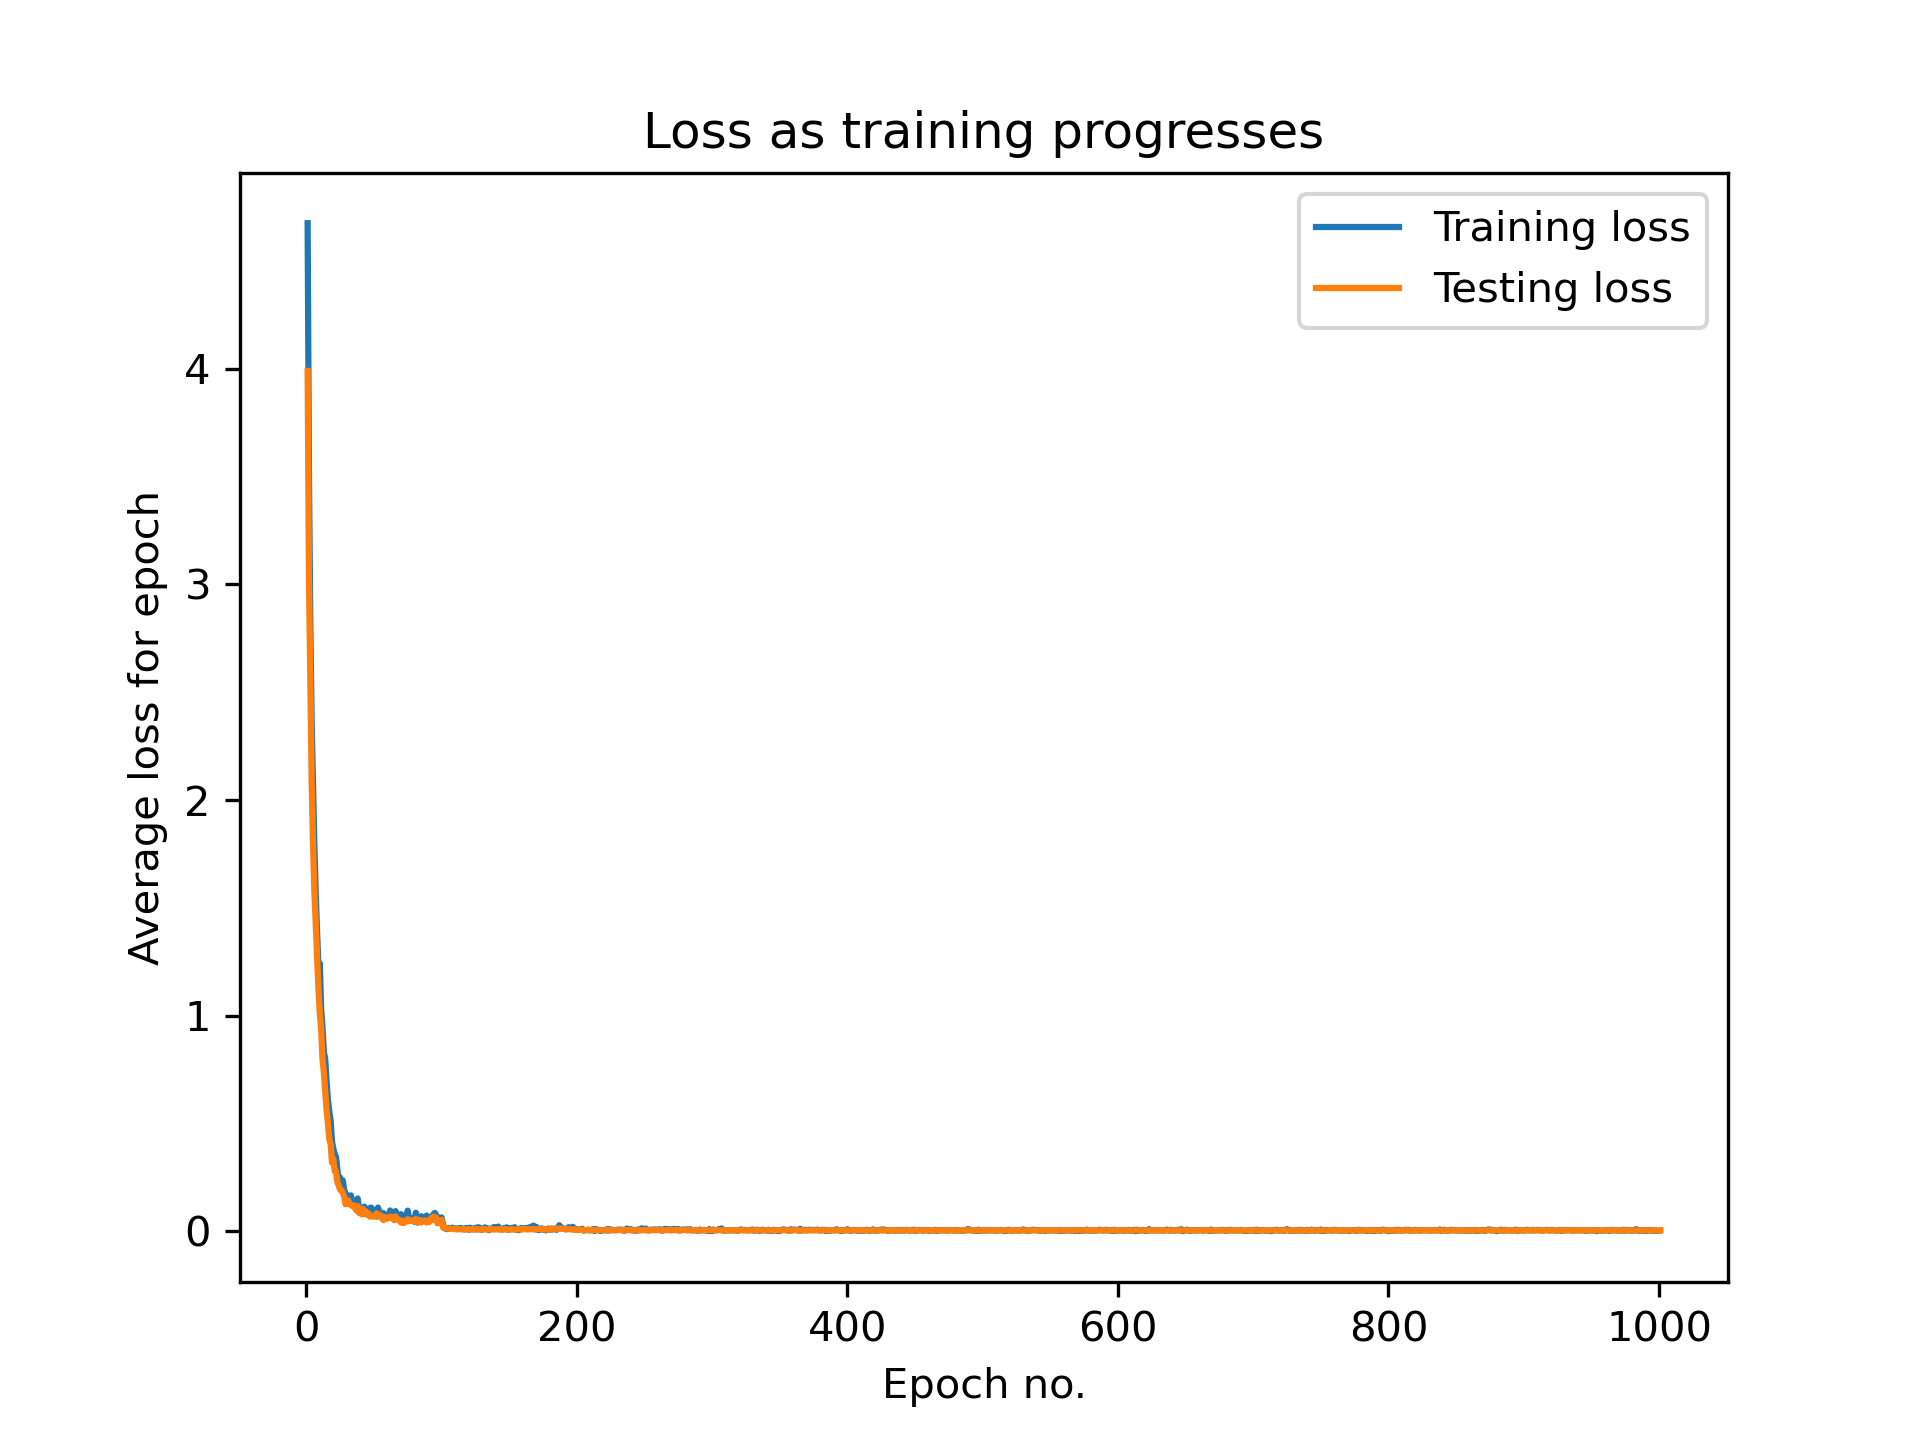 Loss as training progresses
Training loss
Testing loss
Average loss for epoch
4
3
2
1
0
0 200 400 600 800 1000
Epoch no.